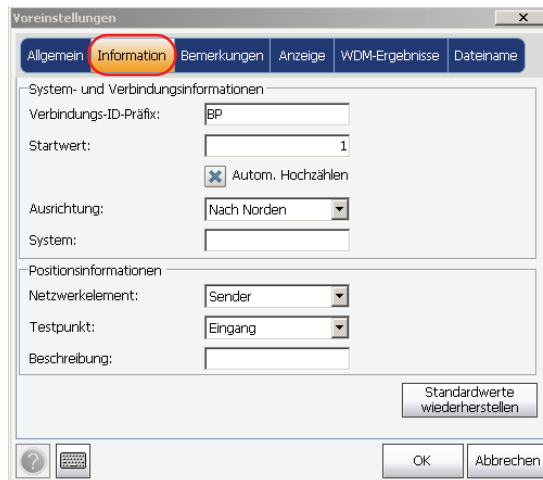 Voreinstellungen
Allgemein Information Bemerkungen Anzeige WDM-Ergebnisse Dateiname
System- und Verbindungsinformationen
Verbindungs-ID-Präfix: BP
Startwert: 1
Autom. Hochzählen
Ausrichtung: Nach Norden
System:
Positionsinformationen
Netzwerkelement: Sender
Testpunkt: Eingang
Beschreibung:
Standardwerte
wiederherstellen
OK Abbrechen